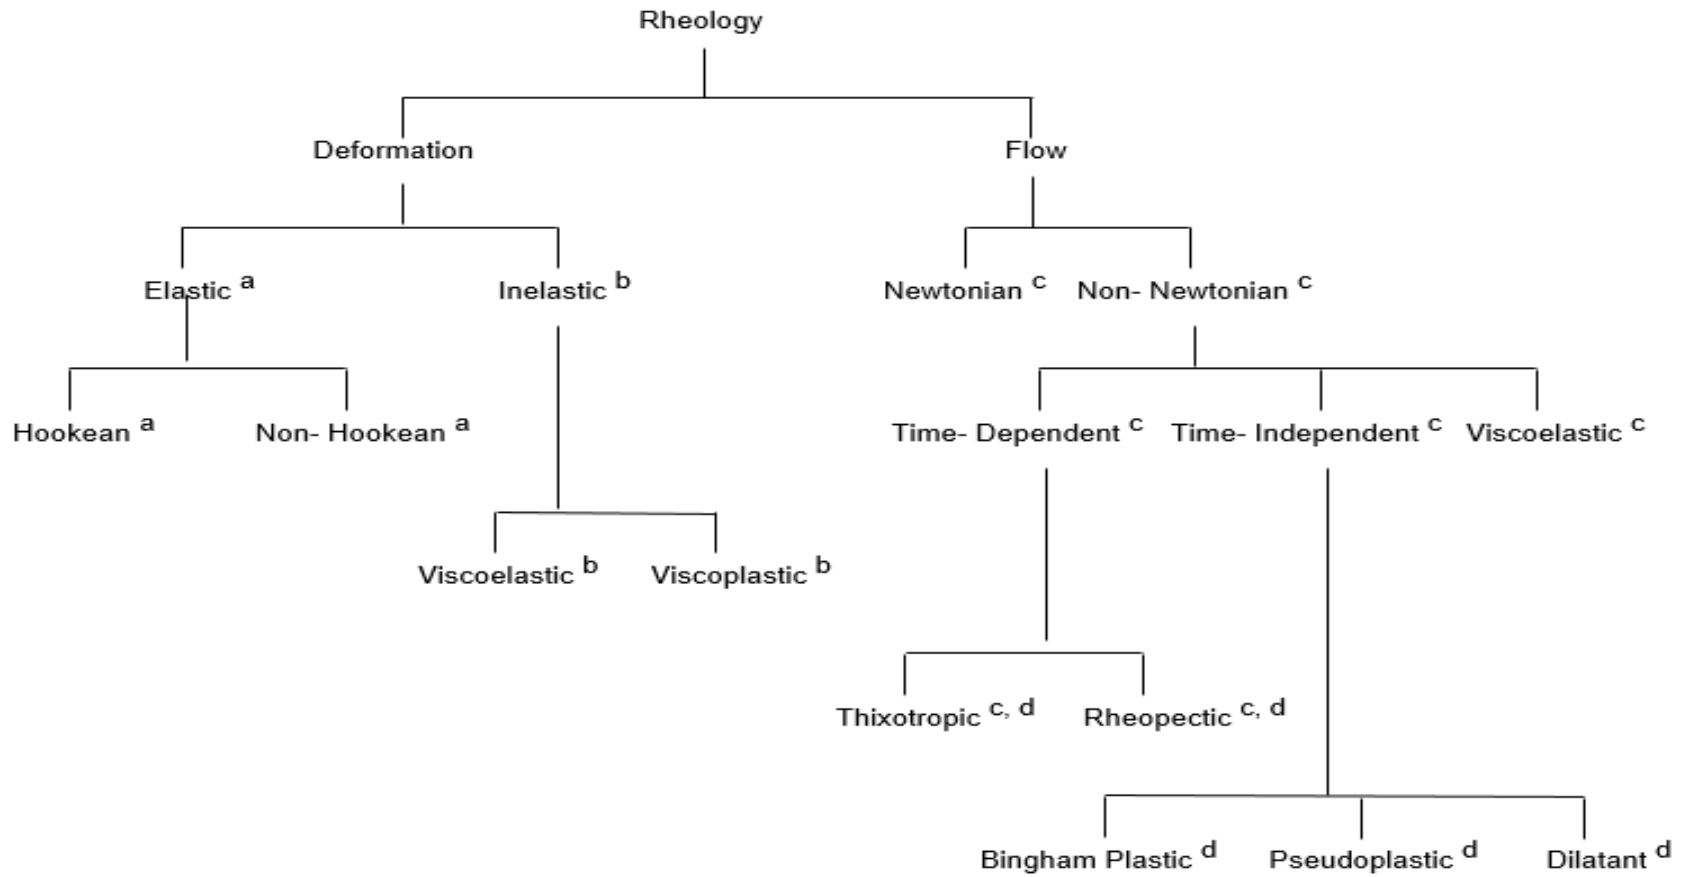 Rheology
Deformation Flow
Elastic a Inelastic b Newtonian c Non- Newtonian c
Hookean a Non- Hookean a Time- Dependent c Time- Independent c Viscoelastic c
Viscoelastic b Viscoplastic b
Thixotropic c, d Rheopectic c, d
Bingham Plastic d Pseudoplastic d Dilatant d